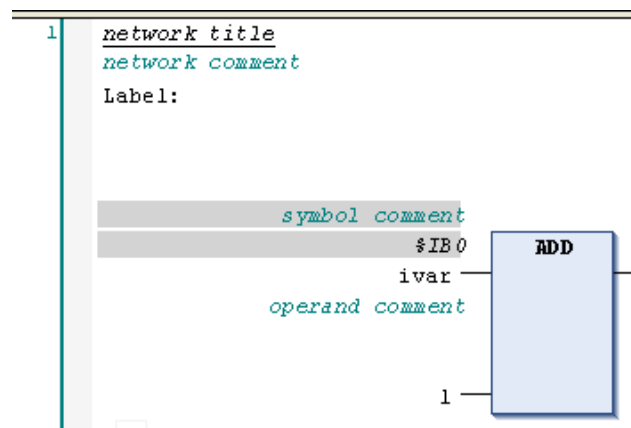 1
network title
network comment
Label:
symbol comment
%IB0
ADD
ivar
operand comment
1